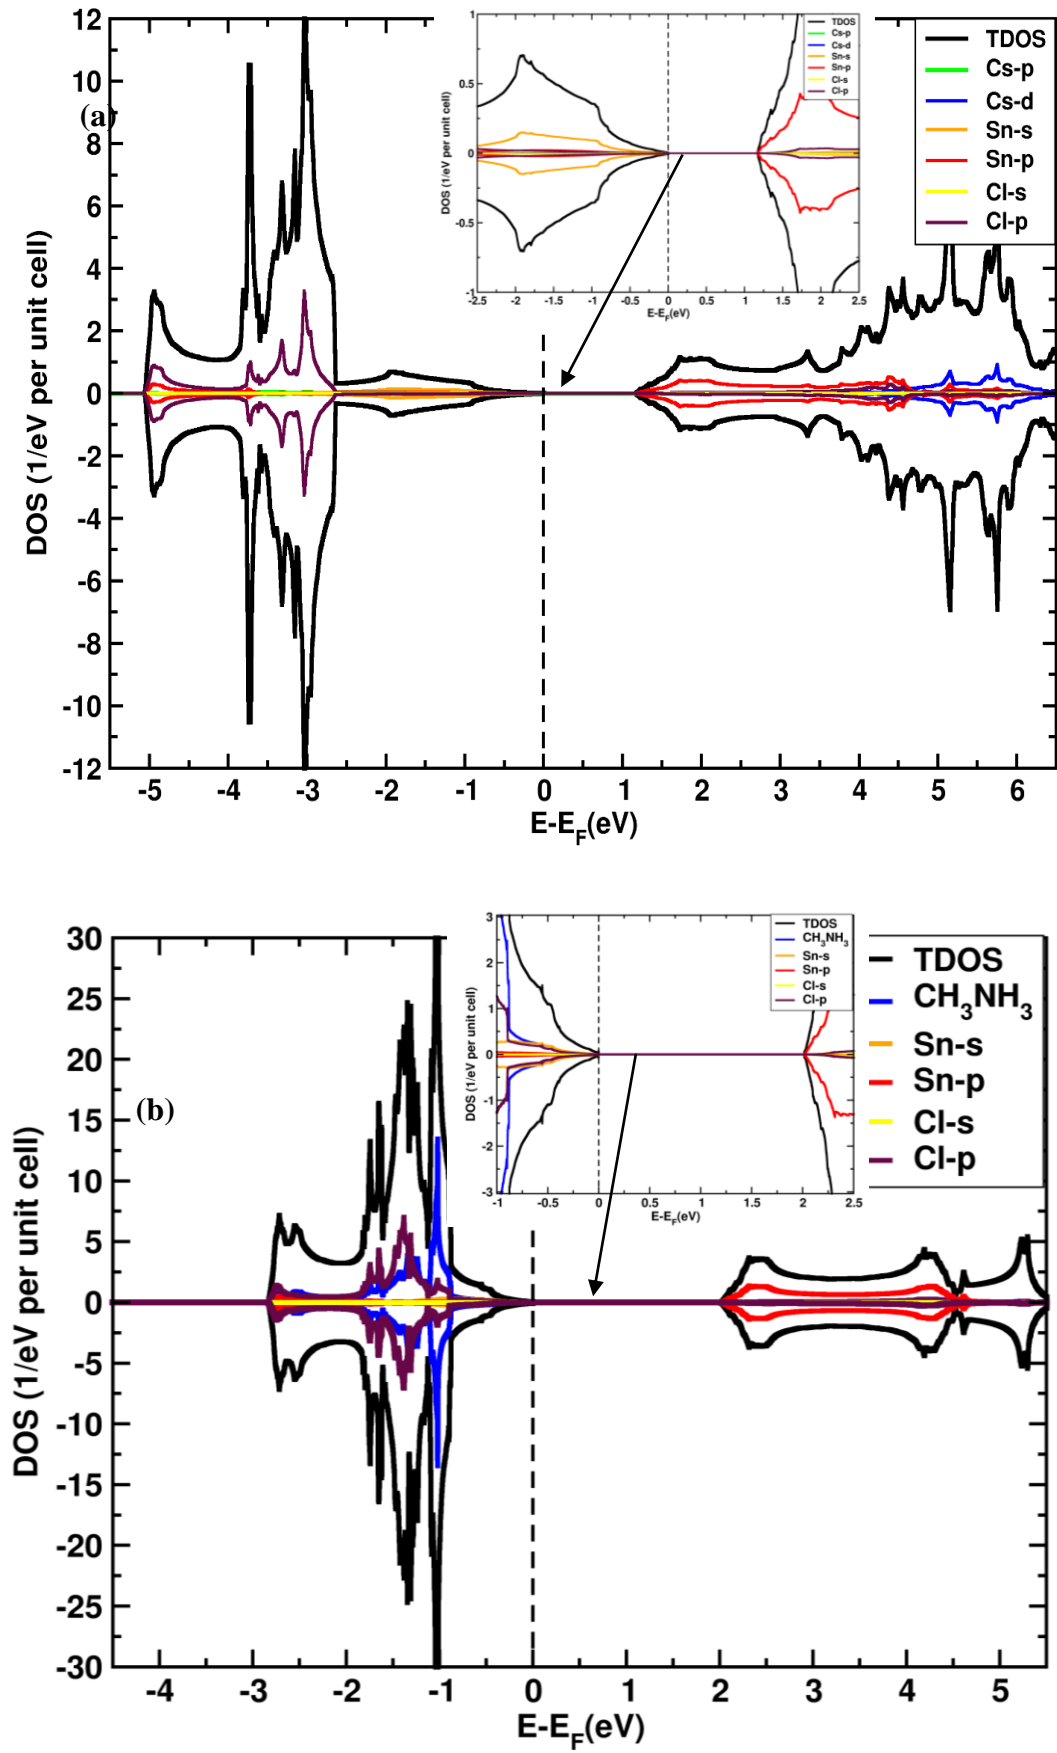 (a)
12
10
8
6
4
2
0
-2
-4
-6
-8
-10
-12
DOS (1/eV per unit cell)
-5 -4 -3 -2 -1 0 1 2 3 4 5 6
E-E_F(eV)
TDOS
Cs-p
Cs-d
Sn-s
Sn-p
Cl-s
Cl-p
1
0.5
0
-0.5
-1
DOS (1/eV per unit cell)
-2.5 -2 -1.5 -1 -0.5 0 0.5 1 1.5 2 2.5
E-E_F(eV)
TDOS
Cs-p
Cs-d
Sn-s
Sn-p
Cl-s
Cl-p
(b)
30
25
20
15
10
5
0
-5
-10
-15
-20
-25
-30
DOS (1/eV per unit cell)
-4 -3 -2 -1 0 1 2 3 4 5
E-E_F(eV)
TDOS
CH_3NH_3
Sn-s
Sn-p
Cl-s
Cl-p
3
2
1
0
-1
-2
-3
DOS (1/eV per unit cell)
-1 -0.5 0 0.5 1 1.5 2 2.5
E-E_F(eV)
TDOS
CH_3NH_3
Sn-s
Sn-p
Cl-s
Cl-p